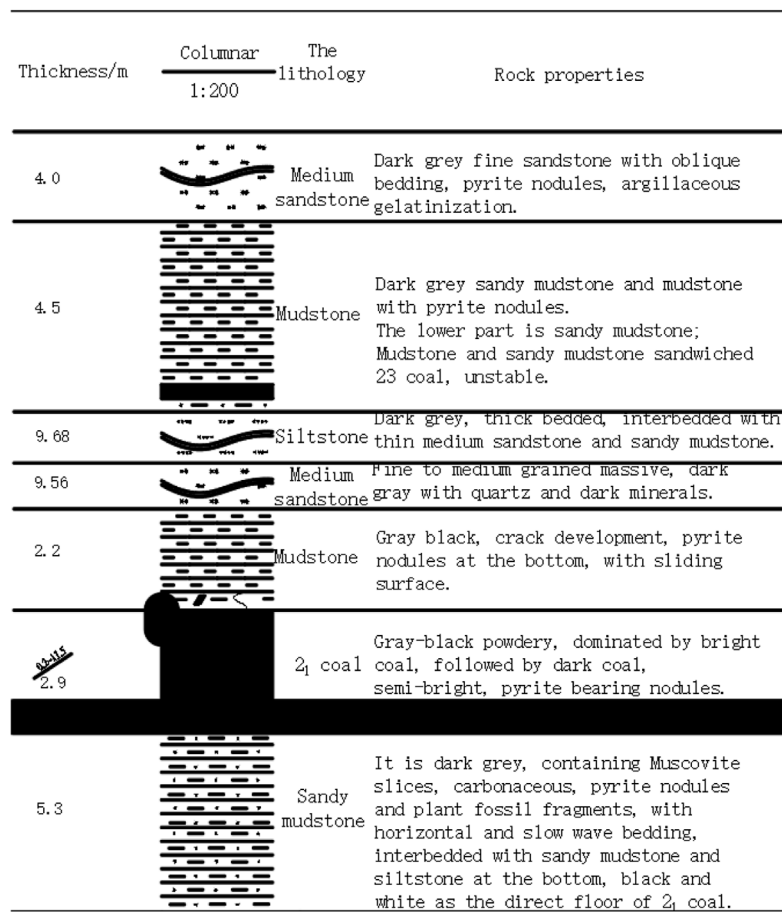 Thickness/m
Columnar
1:200
The
lithology
Rock properties
4.0
Medium
sandstone
Dark grey fine sandstone with oblique
bedding, pyrite nodules, argillaceous
gelatinization.
4.5
Mudstone
Dark grey sandy mudstone and mudstone
with pyrite nodules.
The lower part is sandy mudstone;
Mudstone and sandy mudstone sandwiched
23 coal, unstable.
9.68
Siltstone
Dark grey, thick bedded, interbedded with
thin medium sandstone and sandy mudstone.
9.56
Medium
sandstone
Fine to medium grained massive, dark
gray with quartz and dark minerals.
2.2
Mudstone
Gray black, crack development, pyrite
nodules at the bottom, with sliding
surface.
2.9
2₁ coal
Gray-black powdery, dominated by bright
coal, followed by dark coal,
semi-bright, pyrite bearing nodules.
5.3
Sandy
mudstone
It is dark grey, containing Muscovite
slices, carbonaceous, pyrite nodules
and plant fossil fragments, with
horizontal and slow wave bedding,
interbedded with sandy mudstone and
siltstone at the bottom, black and
white as the direct floor of 2₁ coal.